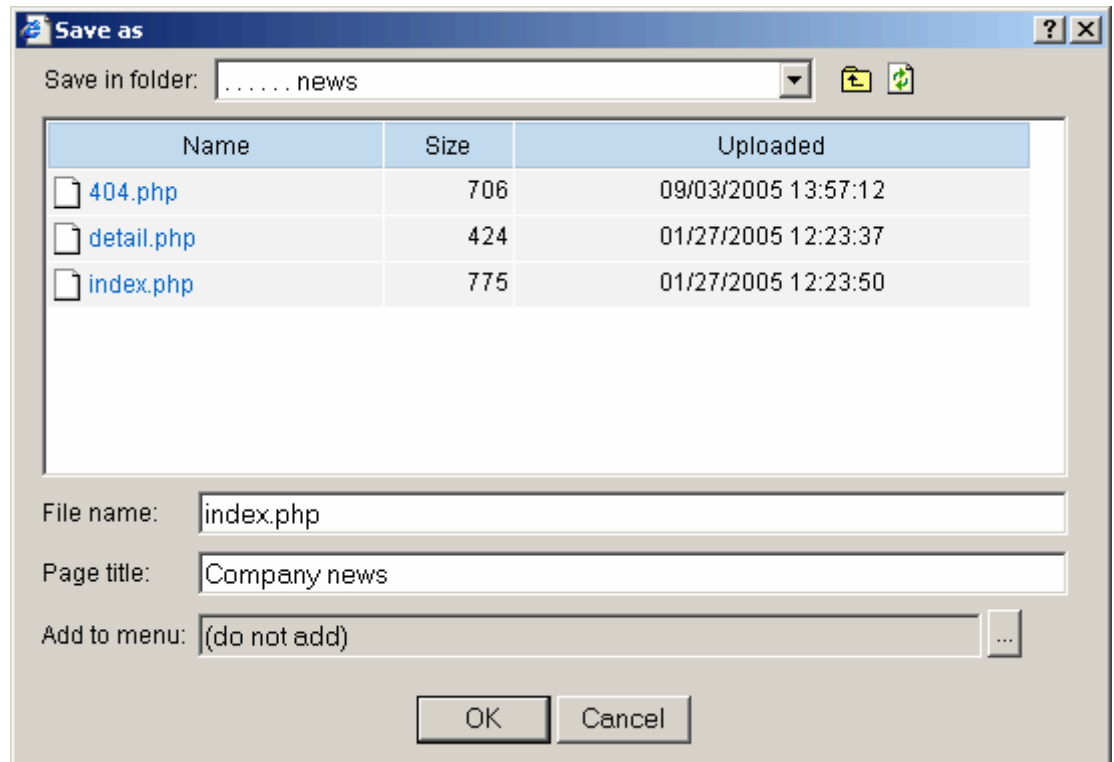 Save as
Save in folder: . . . . . . news
Name Size Uploaded
404.php 706 09/03/2005 13:57:12
detail.php 424 01/27/2005 12:23:37
index.php 775 01/27/2005 12:23:50
File name: index.php
Page title: Company news
Add to menu: (do not add) ...
OK Cancel